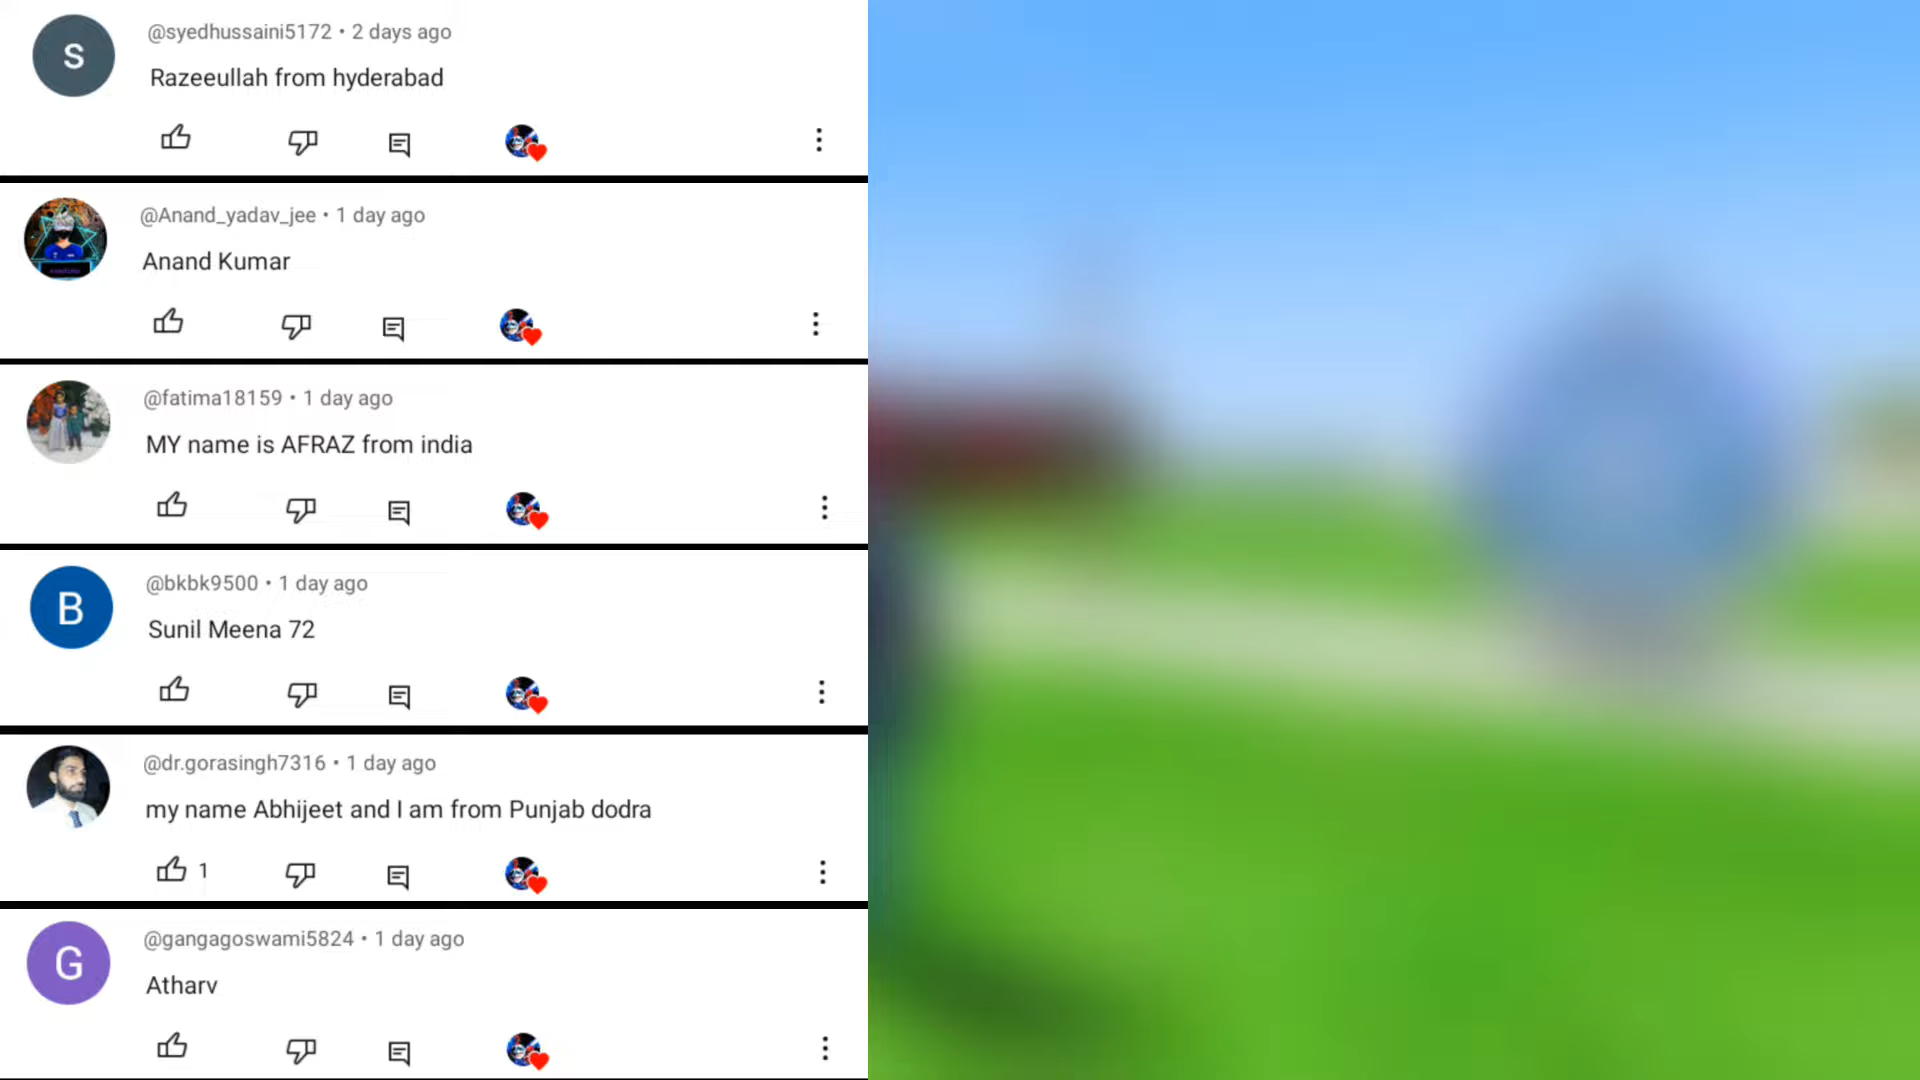 S
@syedhussaini5172 • 2 days ago
Razeeullah from hyderabad
@Anand_yadav_jee • 1 day ago
Anand Kumar
@fatima18159 • 1 day ago
MY name is AFRAZ from india
B
@bkbk9500 • 1 day ago
Sunil Meena 72
@dr.gorasingh7316 • 1 day ago
my name Abhijeet and I am from Punjab dodra
1
G
@gangagoswami5824 • 1 day ago
Atharv